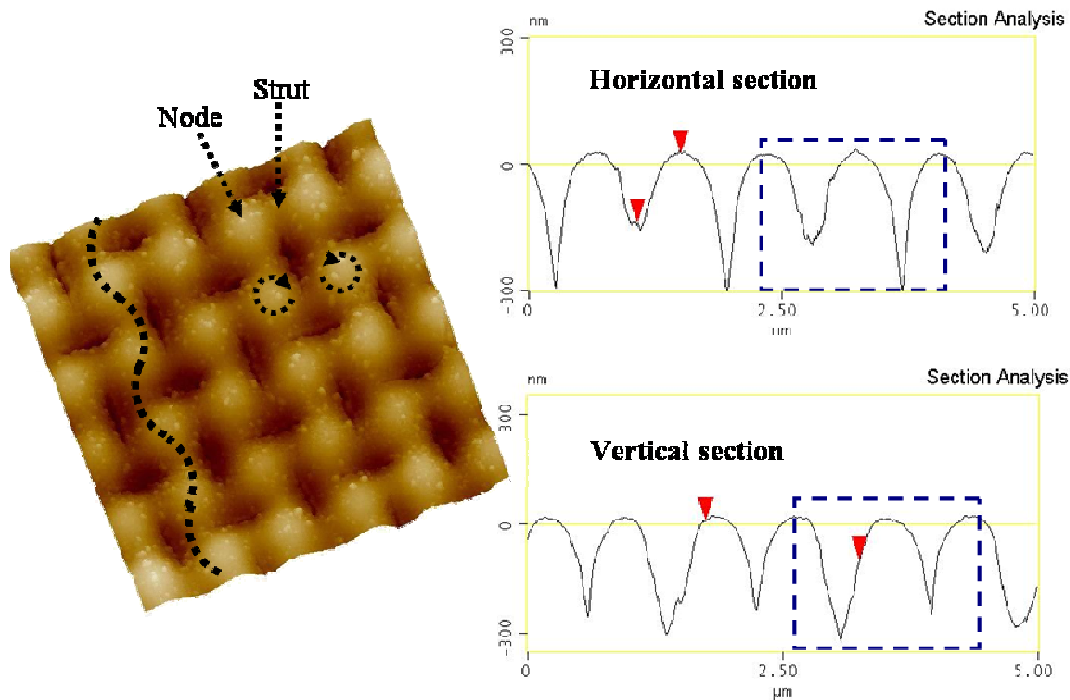 Strut
Node
Section Analysis
nm
300
Horizontal section
0
-300
0 2.50 5.00
µm
Section Analysis
nm
300
Vertical section
0
-300
0 2.50 5.00
µm